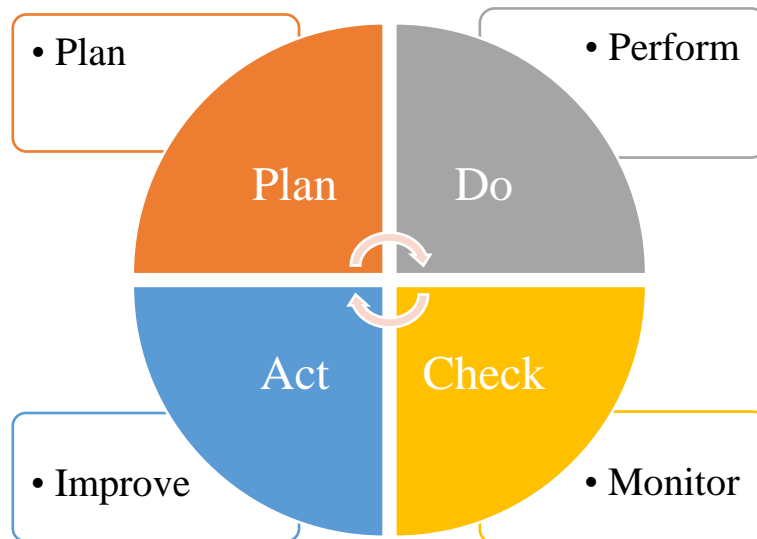 • Plan
• Perform
Plan
Do
Act
Check
• Improve
• Monitor